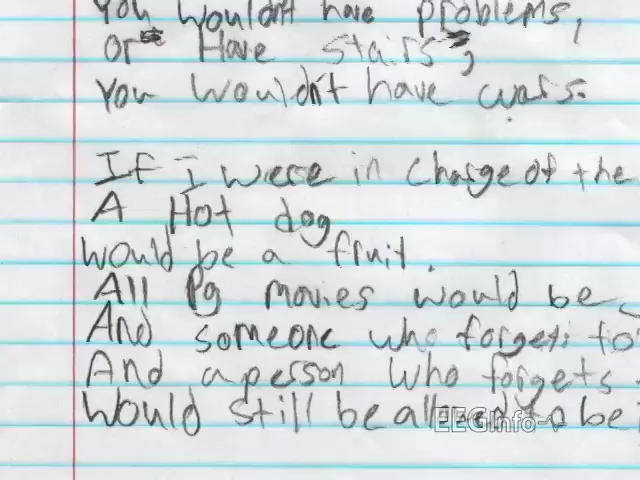 You wouldn't have problems,
or Have stairs,
You wouldn't have wars.
If I were in charge of the
A Hot dog
would be a fruit.
All Pg movies would be
And someone who forgets to
And a person who forgets
Would still be allowed to be
EEGInfo